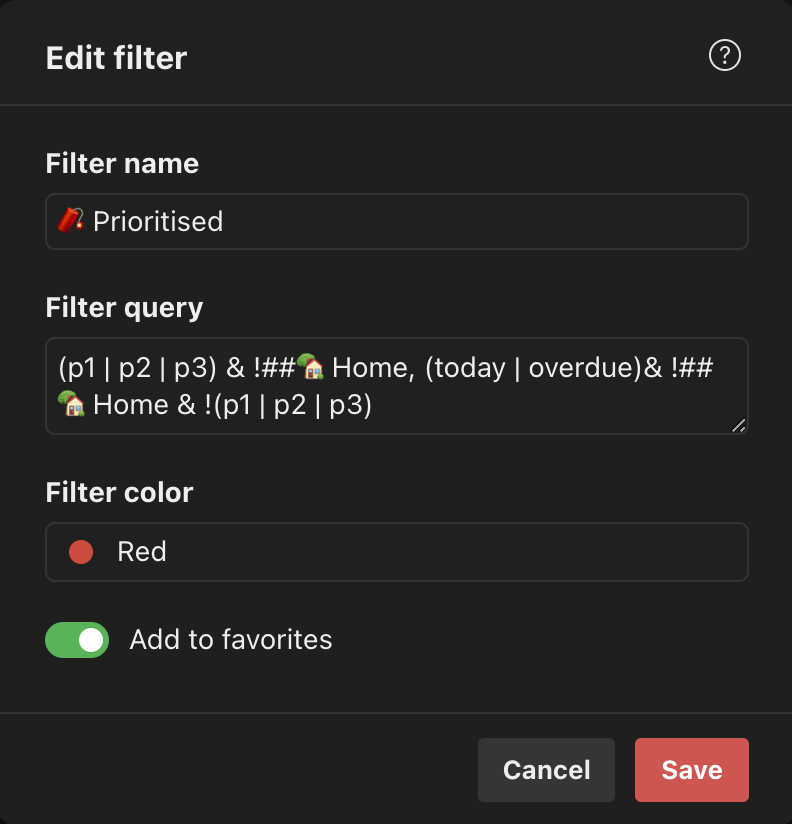 Edit filter
?
Filter name
🧨 Prioritised
Filter query
(p1 | p2 | p3) & !##🏡 Home, (today | overdue)& !##
🏡 Home & !(p1 | p2 | p3)
Filter color
Red
Add to favorites
Cancel
Save